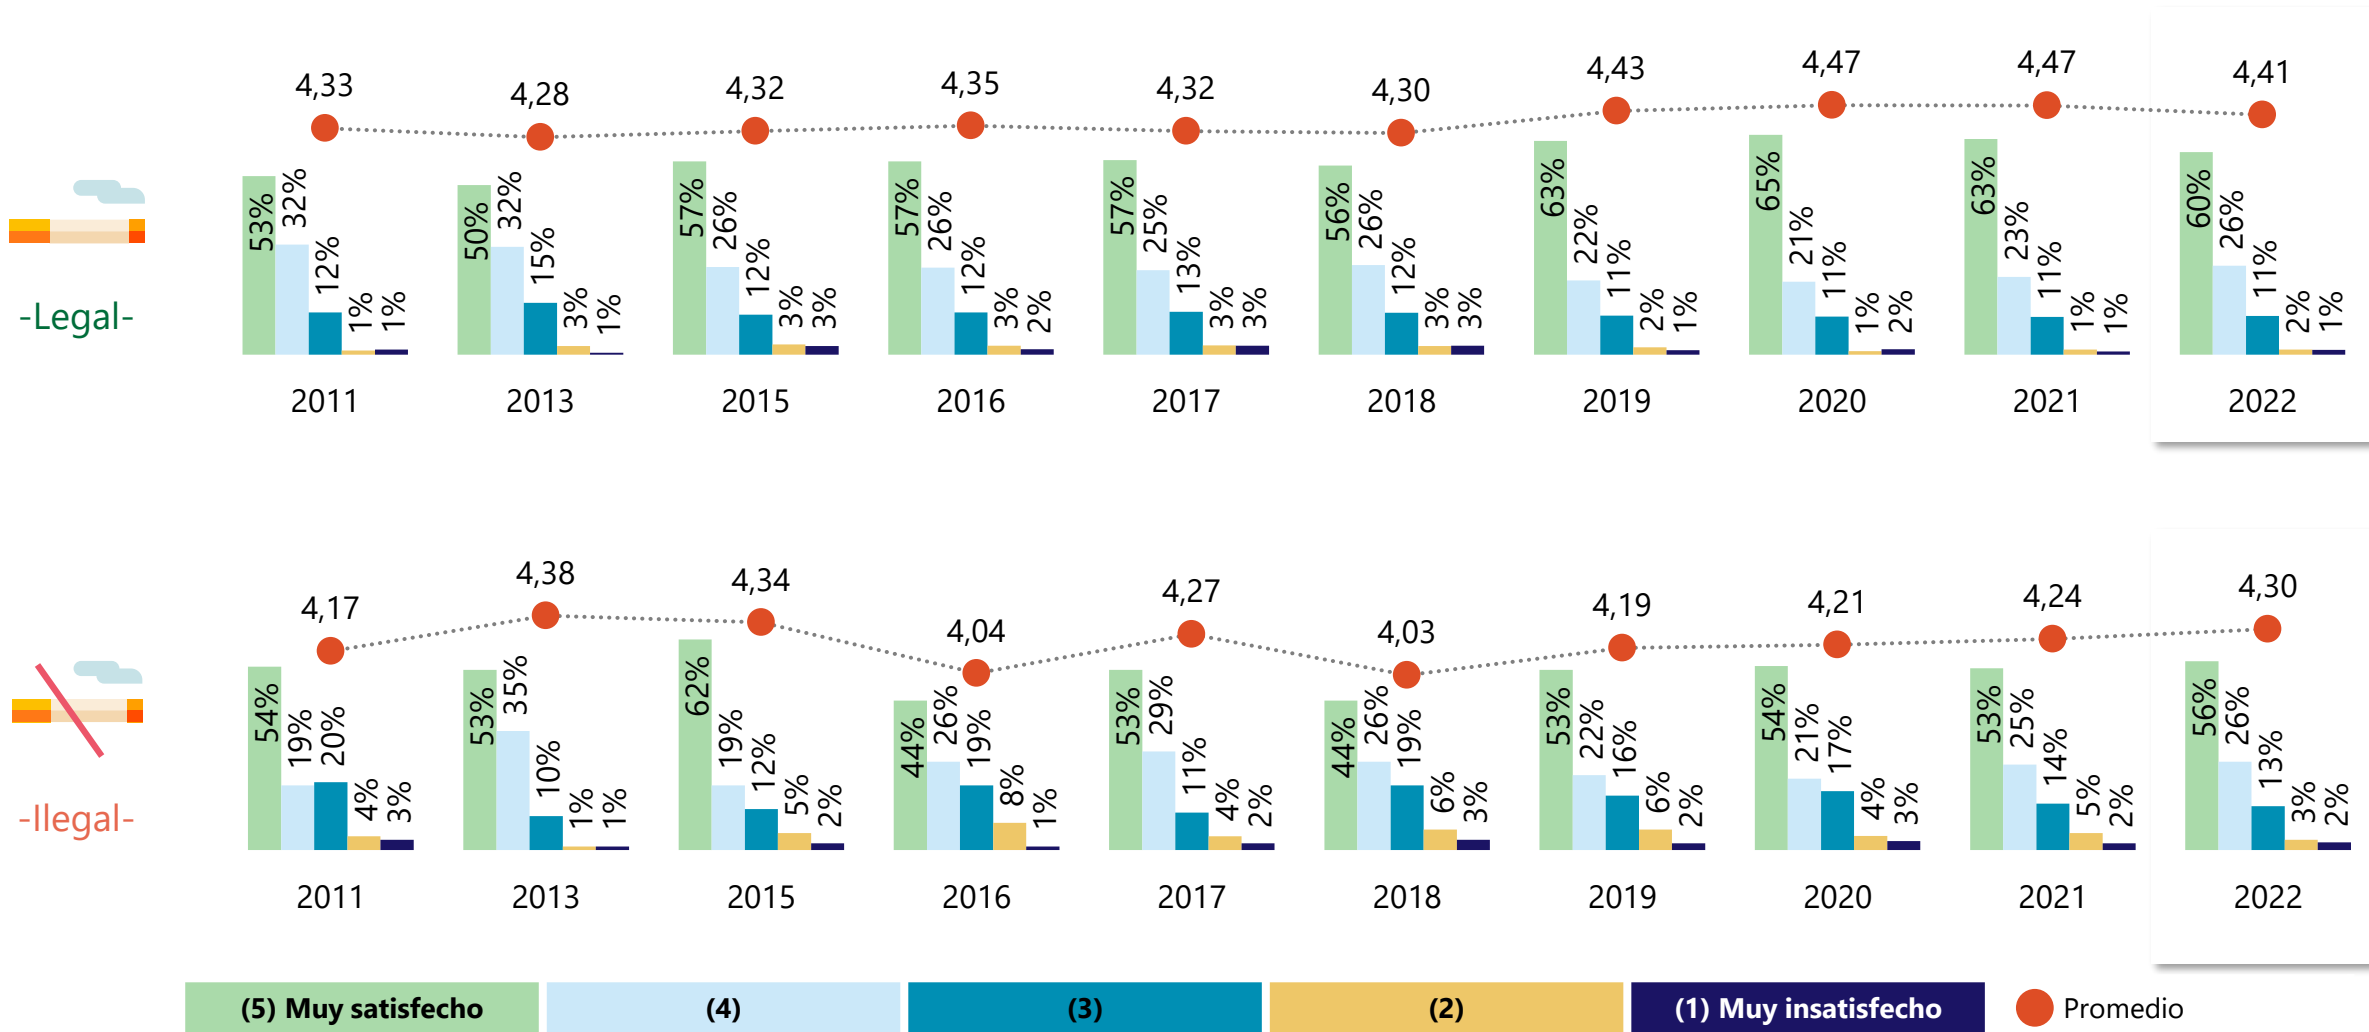 4,33 4,28 4,32 4,35 4,32 4,30 4,43 4,47 4,47 4,41
-Legal-
53% 32% 12% 1% 1%
50% 32% 15% 3% 1%
57% 26% 12% 3% 3%
57% 26% 12% 3% 2%
57% 25% 13% 3% 3%
56% 26% 12% 3% 3%
63% 22% 11% 2% 1%
65% 21% 11% 1% 2%
63% 23% 11% 1% 1%
60% 26% 11% 2% 1%
2011 2013 2015 2016 2017 2018 2019 2020 2021 2022
4,17 4,38 4,34 4,04 4,27 4,03 4,19 4,21 4,24 4,30
-Ilegal-
54% 19% 20% 4% 3%
53% 35% 10% 1% 1%
62% 19% 12% 5% 2%
44% 26% 19% 8% 1%
53% 29% 11% 4% 2%
44% 26% 19% 6% 3%
53% 22% 16% 6% 2%
54% 21% 17% 4% 3%
53% 25% 14% 5% 2%
56% 26% 13% 3% 2%
2011 2013 2015 2016 2017 2018 2019 2020 2021 2022
(5) Muy satisfecho (4) (3) (2) (1) Muy insatisfecho Promedio